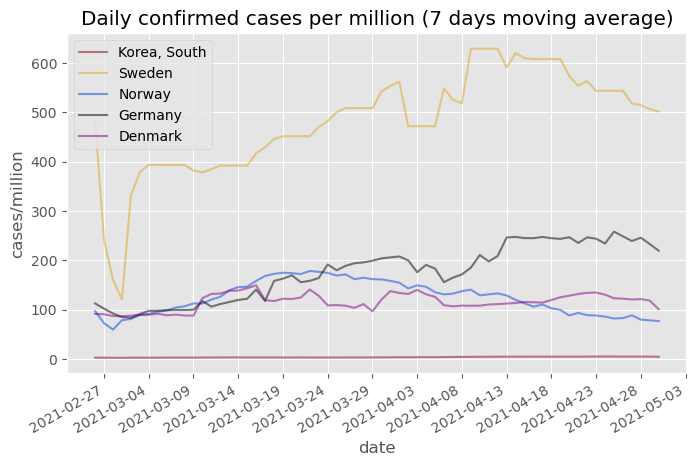 Daily confirmed cases per million (7 days moving average)
Korea, South
Sweden
Norway
Germany
Denmark
cases/million
600
500
400
300
200
100
0
2021-02-27
2021-03-04
2021-03-09
2021-03-14
2021-03-19
2021-03-24
2021-03-29
2021-04-03
2021-04-08
2021-04-13
2021-04-18
2021-04-23
2021-04-28
2021-05-03
date